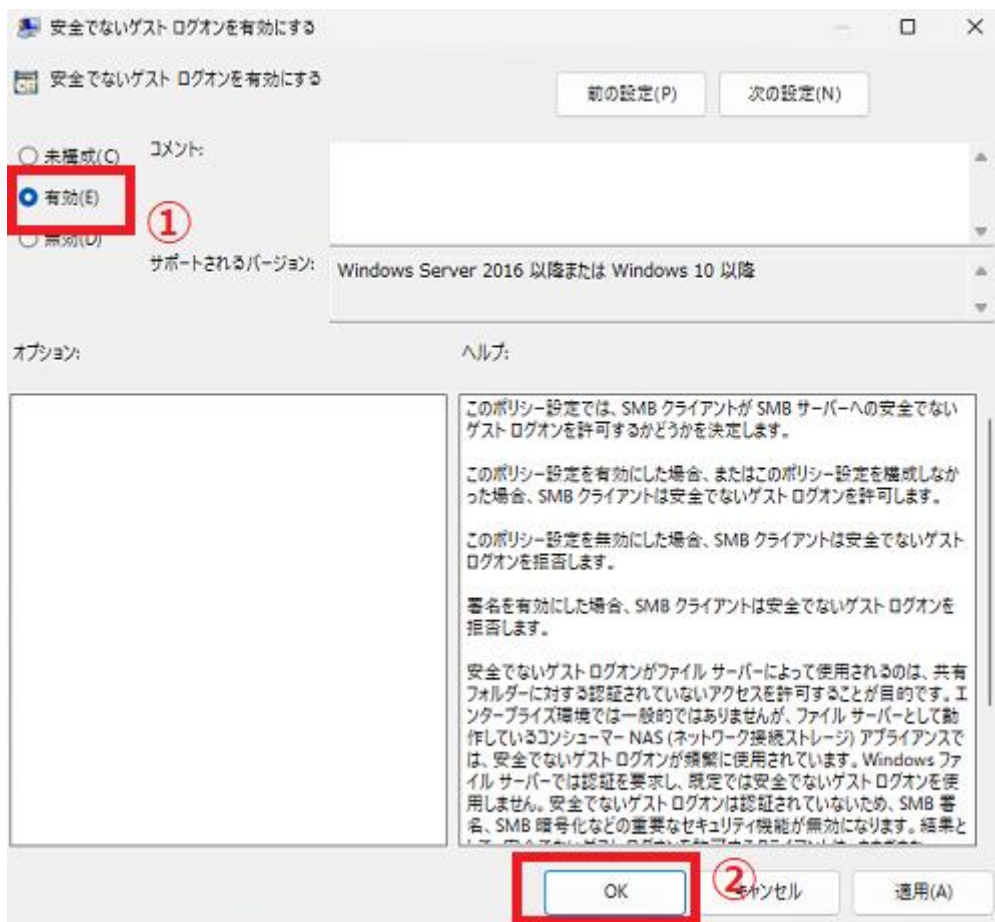 安全でないゲスト ログオンを有効にする
安全でないゲスト ログオンを有効にする
前の設定(P)
次の設定(N)
未構成(C)
コメント:
有効(E)
①
無効(D)
サポートされるバージョン:
Windows Server 2016 以降または Windows 10 以降
オプション:
ヘルプ:
このポリシー設定では、SMB クライアントが SMB サーバーへの安全でない
ゲスト ログオンを許可するかどうかを決定します。
このポリシー設定を有効にした場合、またはこのポリシー設定を構成しなか
った場合、SMB クライアントは安全でないゲスト ログオンを許可します。
このポリシー設定を無効にした場合、SMB クライアントは安全でないゲスト
ログオンを拒否します。
署名を有効にした場合、SMB クライアントは安全でないゲスト ログオンを
拒否します。
安全でないゲスト ログオンがファイル サーバーによって使用されるのは、共有
フォルダーに対する認証されていないアクセスを許可することが目的です。エ
ンタープライズ環境では一般的ではありませんが、ファイル サーバーとして動
作しているコンシューマー NAS (ネットワーク接続ストレージ) アプライアンスで
は、安全でないゲスト ログオンが頻繁に使用されています。Windows ファ
イル サーバーでは認証を要求し、既定では安全でないゲスト ログオンを使
用しません。安全でないゲスト ログオンは認証されていないため、SMB 署
名、SMB 暗号化などの重要なセキュリティ機能が無効になります。結果と
OK
②
キャンセル
適用(A)